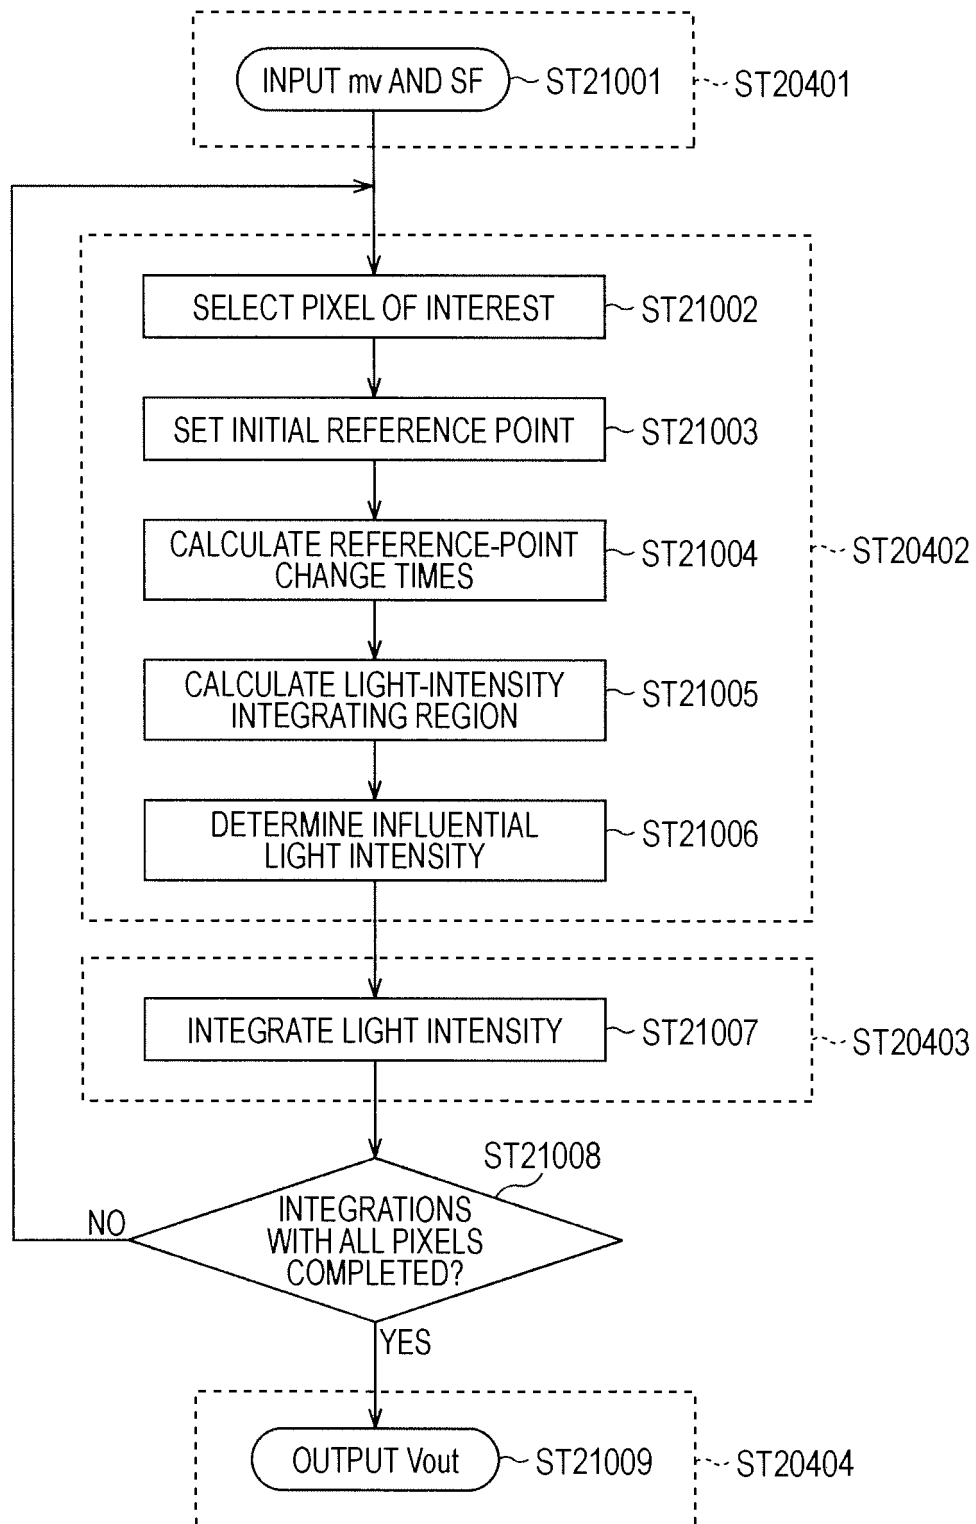 INPUT mv AND SF
ST21001
ST20401
SELECT PIXEL OF INTEREST
ST21002
SET INITIAL REFERENCE POINT
ST21003
CALCULATE REFERENCE-POINT
CHANGE TIMES
ST21004
ST20402
CALCULATE LIGHT-INTENSITY
INTEGRATING REGION
ST21005
DETERMINE INFLUENTIAL
LIGHT INTENSITY
ST21006
INTEGRATE LIGHT INTENSITY
ST21007
ST20403
ST21008
INTEGRATIONS
WITH ALL PIXELS
COMPLETED?
NO
YES
OUTPUT Vout
ST21009
ST20404